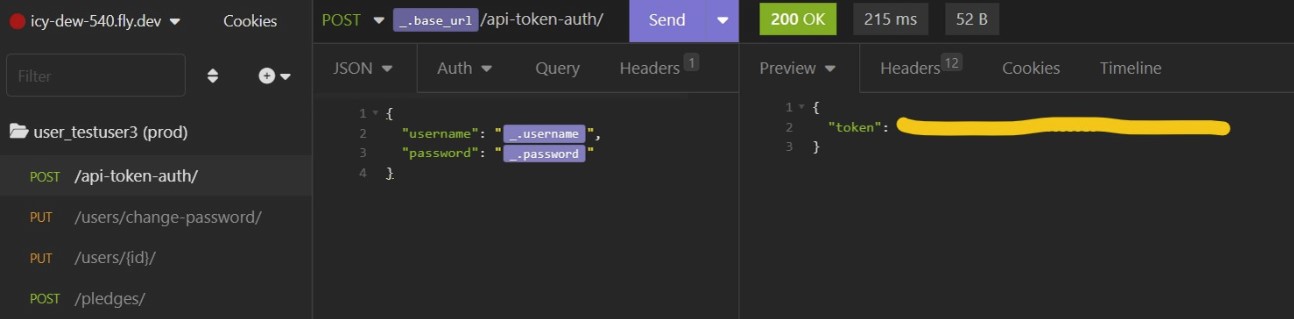 icy-dew-540.fly.dev Cookies
Filter
user_testuser3 (prod)
POST /api-token-auth/
PUT /users/change-password/
PUT /users/{id}/
POST /pledges/
POST _.base_url /api-token-auth/ Send
JSON Auth Query Headers 1
1 {
2 "username": "_.username",
3 "password": "_.password"
4 }
200 OK 215 ms 52 B
Preview Headers 12 Cookies Timeline
1 {
2 "token":
3 }